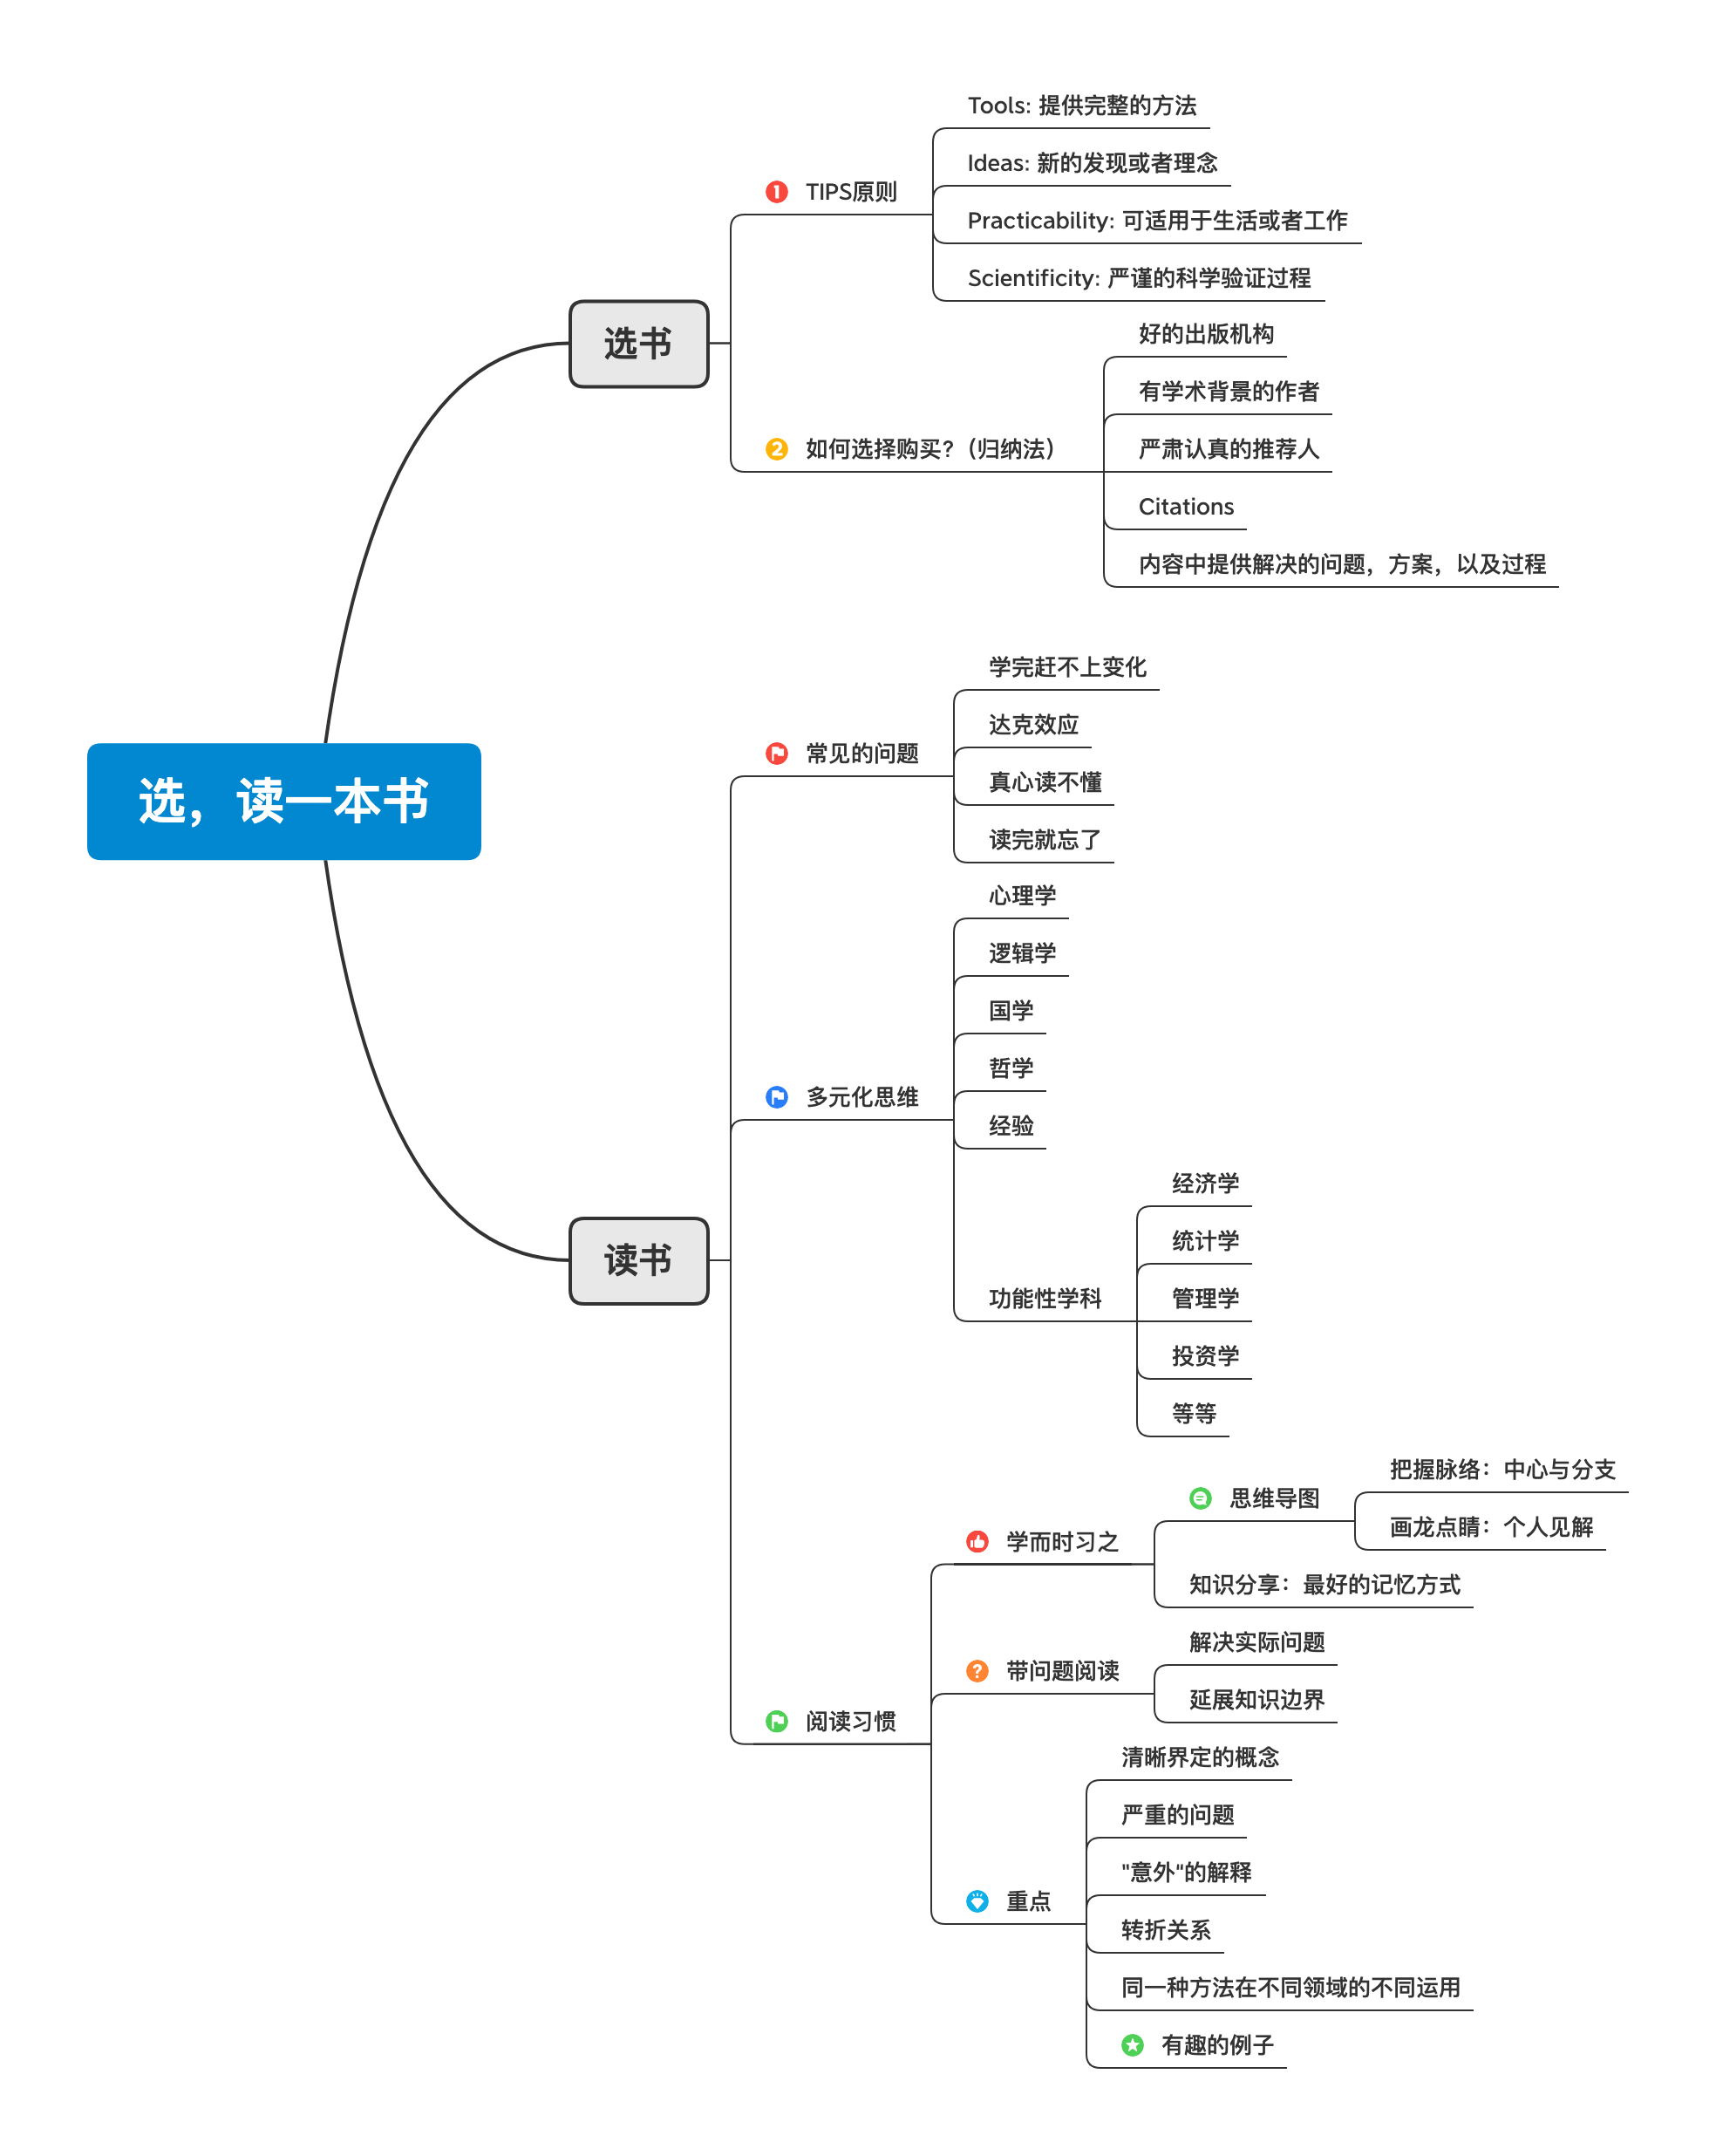 选，读一本书
选书
TIPS原则
Tools: 提供完整的方法
Ideas: 新的发现或者理念
Practicability: 可适用于生活或者工作
Scientificity: 严谨的科学验证过程
如何选择购买?（归纳法）
好的出版机构
有学术背景的作者
严肃认真的推荐人
Citations
内容中提供解决的问题，方案，以及过程
读书
常见的问题
学完赶不上变化
达克效应
真心读不懂
读完就忘了
多元化思维
心理学
逻辑学
国学
哲学
经验
功能性学科
经济学
统计学
管理学
投资学
等等
阅读习惯
学而时习之
思维导图
把握脉络：中心与分支
画龙点睛：个人见解
知识分享：最好的记忆方式
带问题阅读
解决实际问题
延展知识边界
重点
清晰界定的概念
严重的问题
"意外“的解释
转折关系
同一种方法在不同领域的不同运用
有趣的例子